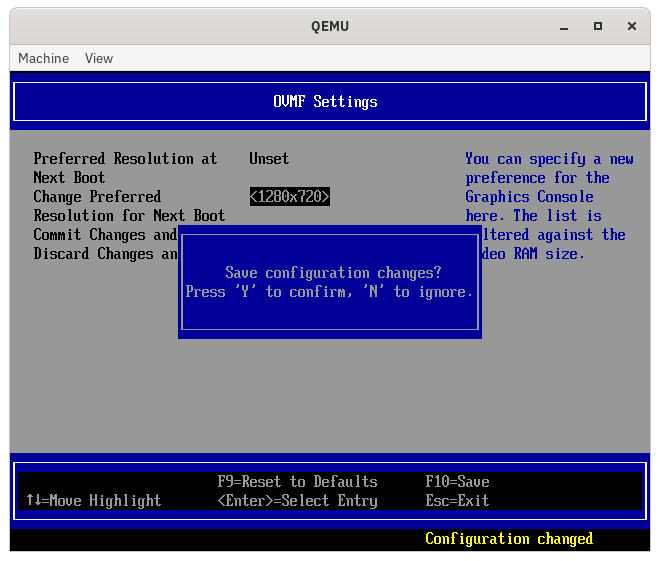 QEMU
Machine View
OVMF Settings
Preferred Resolution at Unset You can specify a new
Next Boot preference for the
Change Preferred <1280x720> Graphics Console
Resolution for Next Boot here. The list is
Commit Changes and ltered against the
Discard Changes an deo RAM size.
Save configuration changes?
Press 'Y' to confirm, 'N' to ignore.
F9=Reset to Defaults F10=Save
↑↓=Move Highlight <Enter>=Select Entry Esc=Exit
Configuration changed